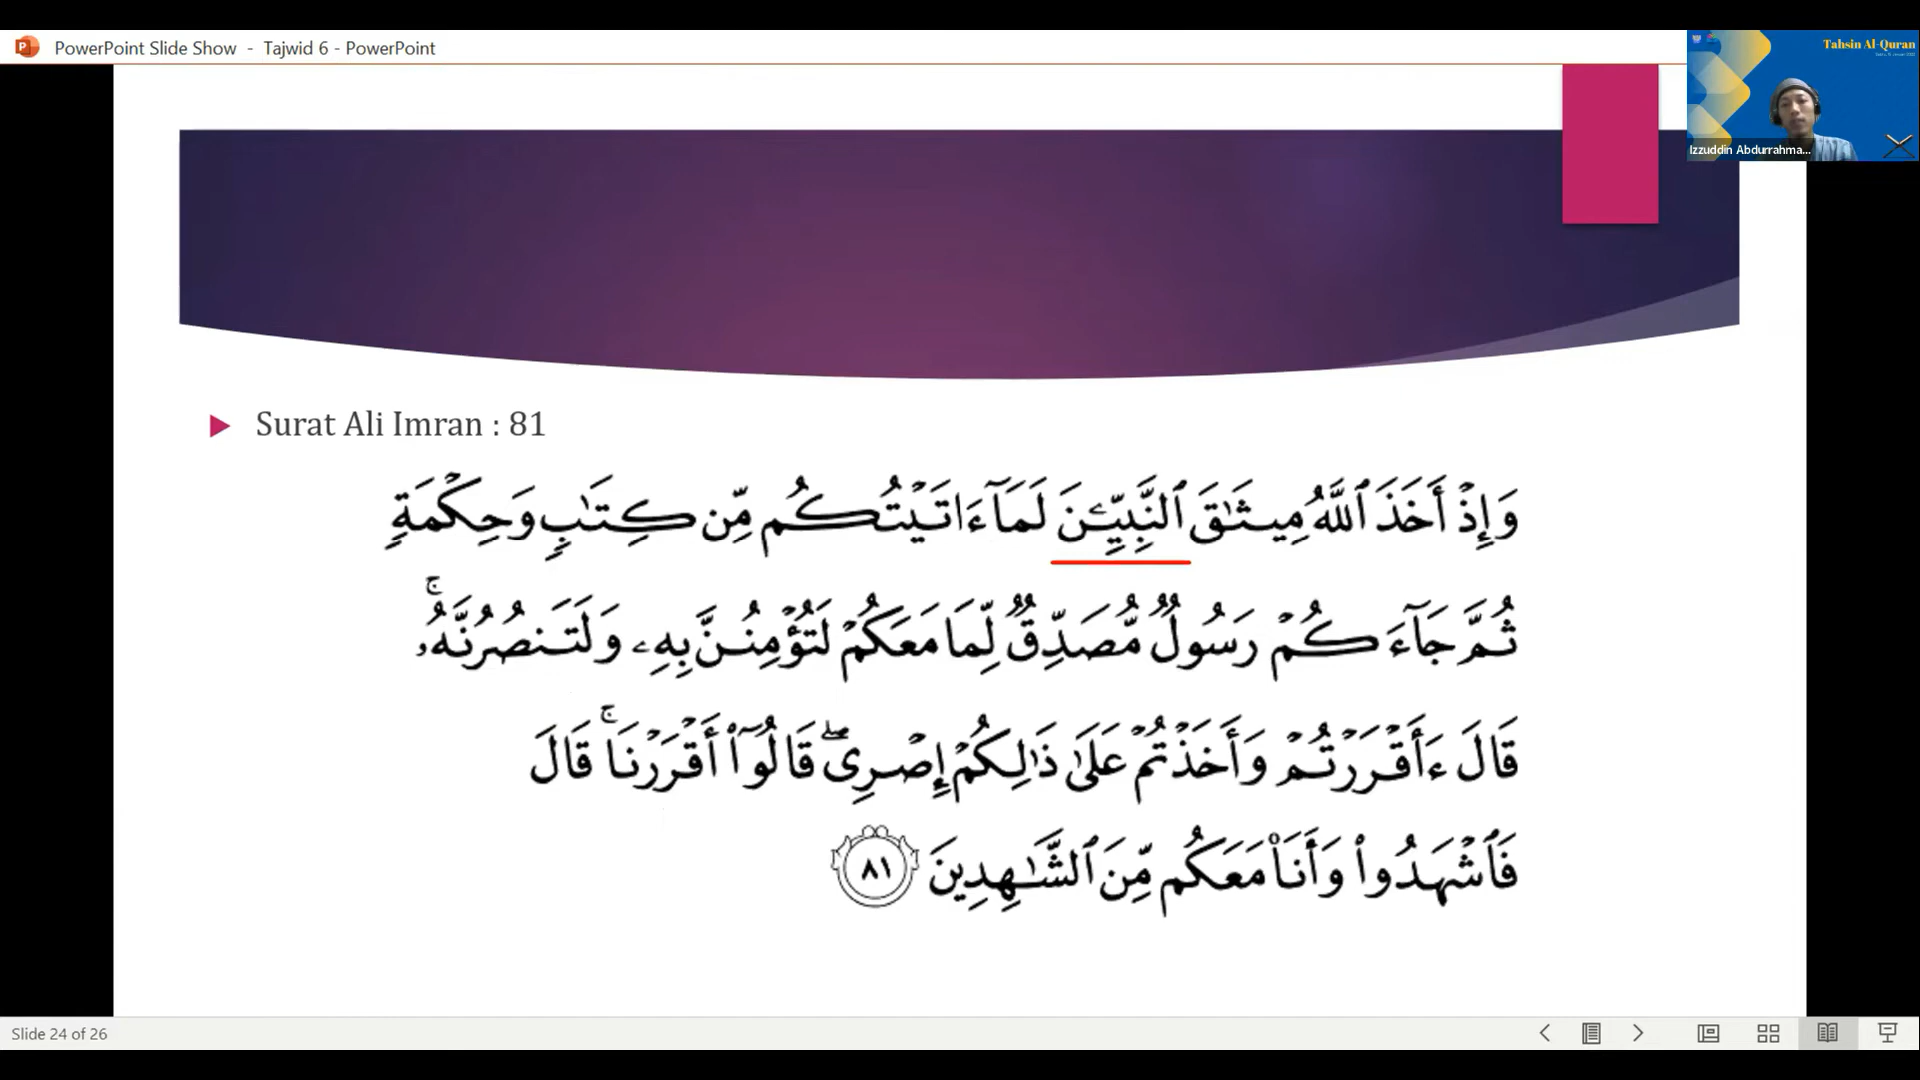 PowerPoint Slide Show - Tajwid 6 - PowerPoint
Tahsin Al-Quran
Izzuddin Abdurrahma...
Surat Ali Imran : 81
وَإِذۡ أَخَذَ ٱللَّهُ مِيثَٰقَ ٱلنَّبِيِّـۧنَ لَمَآ ءَاتَيۡتُكُم مِّن كِتَٰبٖ وَحِكۡمَةٖ
ثُمَّ جَآءَكُمۡ رَسُولٞ مُّصَدِّقٞ لِّمَا مَعَكُمۡ لَتُؤۡمِنُنَّ بِهِۦ وَلَتَنصُرُنَّهُۥۚ
قَالَ ءَأَقۡرَرۡتُمۡ وَأَخَذۡتُمۡ عَلَىٰ ذَٰلِكُمۡ إِصۡرِيۖ قَالُوٓاْ أَقۡرَرۡنَاۚ قَالَ
فَٱشۡهَدُواْ وَأَنَا۠ مَعَكُم مِّنَ ٱلشَّٰهِدِينَ ٨١
Slide 24 of 26